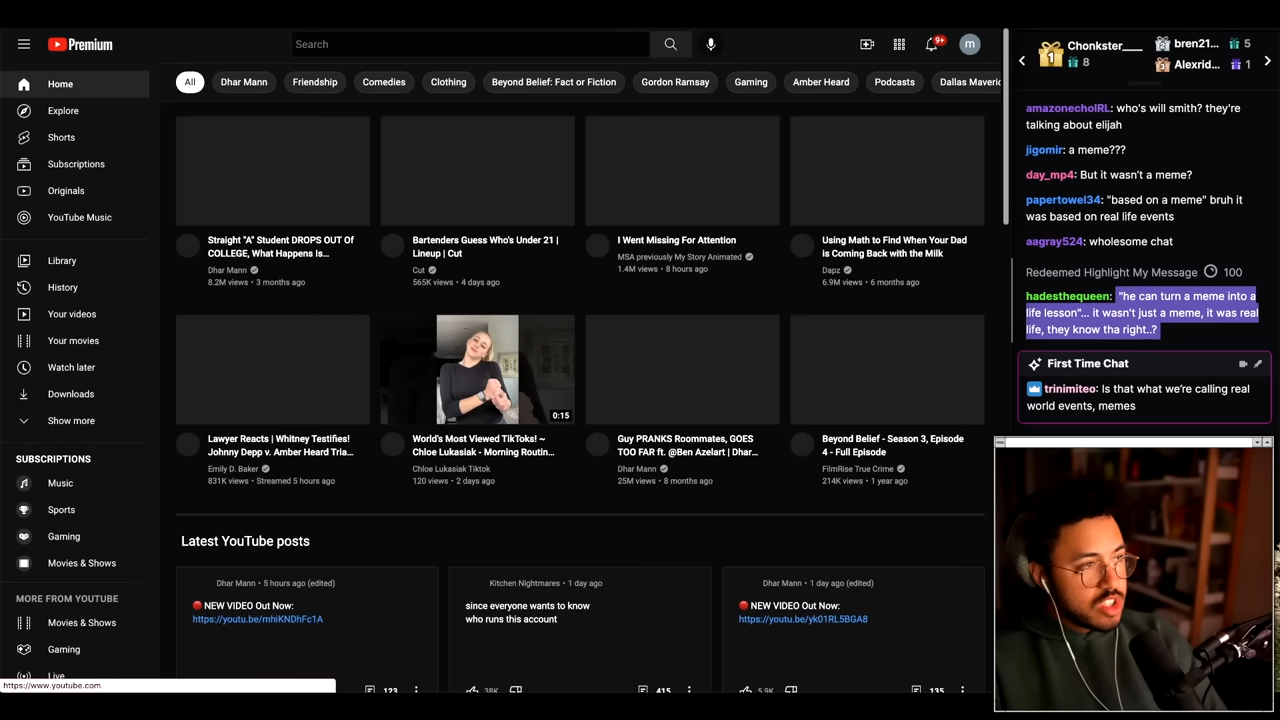 Premium
Search
9+
m
Home
Explore
Shorts
Subscriptions
Originals
YouTube Music
Library
History
Your videos
Your movies
Watch later
Downloads
Show more
SUBSCRIPTIONS
Music
Sports
Gaming
Movies & Shows
MORE FROM YOUTUBE
Movies & Shows
Gaming
Live
https://www.youtube.com
All
Dhar Mann
Friendship
Comedies
Clothing
Beyond Belief: Fact or Fiction
Gordon Ramsay
Gaming
Amber Heard
Podcasts
Dallas Maveric
Straight "A" Student DROPS OUT Of
COLLEGE, What Happens Is...
Dhar Mann
8.2M views • 3 months ago
Bartenders Guess Who's Under 21 |
Lineup | Cut
Cut
565K views • 4 days ago
I Went Missing For Attention
MSA previously My Story Animated
1.4M views • 8 hours ago
Using Math to Find When Your Dad
is Coming Back with the Milk
Dapz
6.9M views • 6 months ago
0:15
Lawyer Reacts | Whitney Testifies!
Johnny Depp v. Amber Heard Tria...
Emily D. Baker
831K views • Streamed 5 hours ago
World's Most Viewed TikToks! ~
Chloe Lukasiak - Morning Routin...
Chloe Lukasiak Tiktok
120 views • 2 days ago
Guy PRANKS Roommates, GOES
TOO FAR ft. @Ben Azelart | Dhar...
Dhar Mann
25M views • 8 months ago
Beyond Belief - Season 3, Episode
4 - Full Episode
FilmRise True Crime
214K views • 1 year ago
Latest YouTube posts
Dhar Mann • 5 hours ago (edited)
NEW VIDEO Out Now:
https://youtu.be/mhiKNDhFc1A
123
Kitchen Nightmares • 1 day ago
since everyone wants to know
who runs this account
38K
415
Dhar Mann • 1 day ago (edited)
NEW VIDEO Out Now:
https://youtu.be/yk01RL5BGA8
5.9K
135
1
Chonkster___
8
2 bren21... 5
3 Alexrid... 1
amazonecholRL: who's will smith? they're
talking about elijah
jigomir: a meme???
day_mp4: But it wasn't a meme?
papertowel34: "based on a meme" bruh it
was based on real life events
aagray524: wholesome chat
Redeemed Highlight My Message 100
hadesthequeen: "he can turn a meme into a
life lesson"... it wasn't just a meme, it was real
life, they know tha right..?
First Time Chat
trinimiteo: Is that what we're calling real
world events, memes